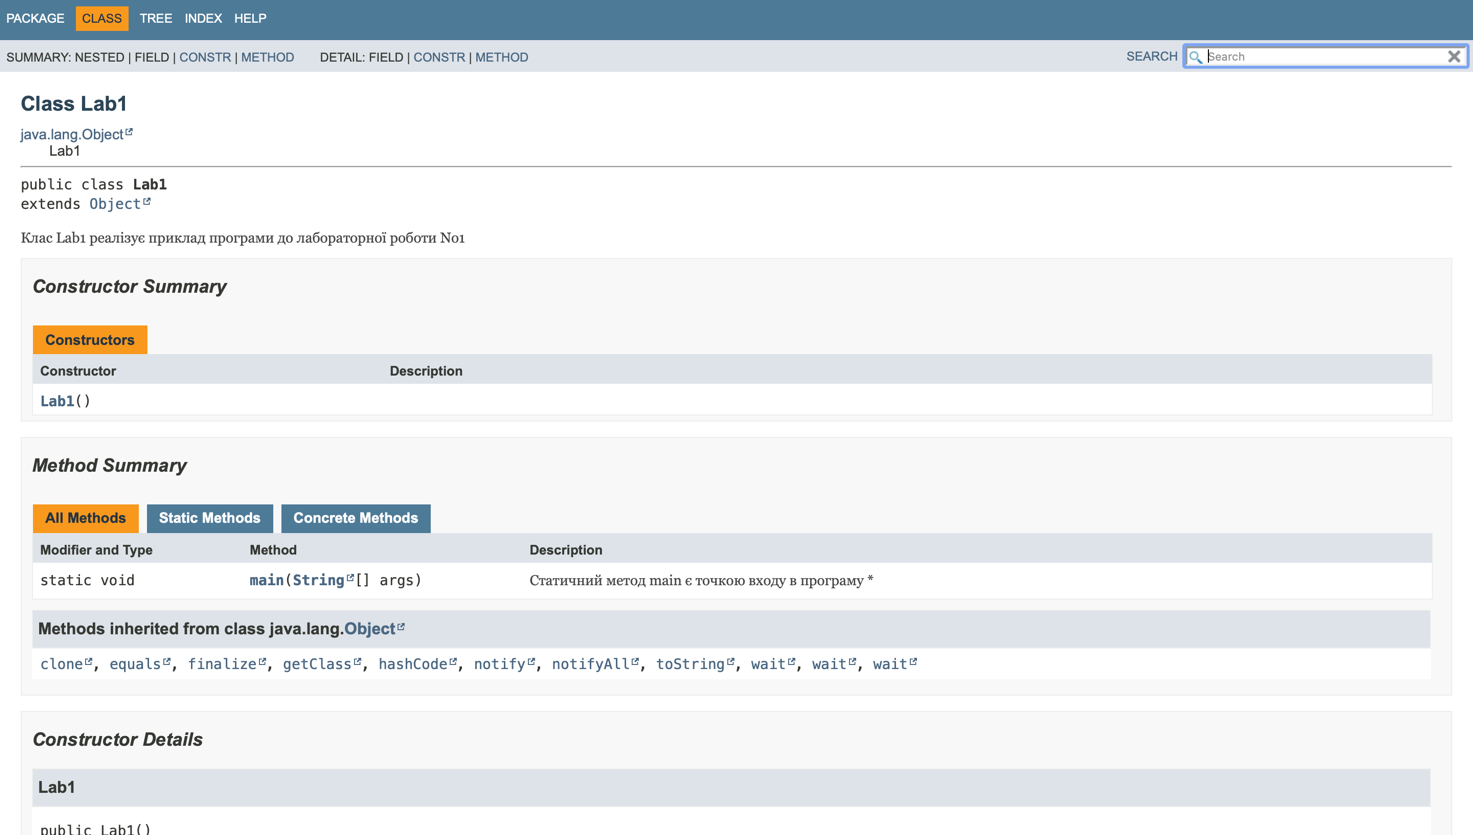 PACKAGE CLASS TREE INDEX HELP
SUMMARY: NESTED | FIELD | CONSTR | METHOD DETAIL: FIELD | CONSTR | METHOD SEARCH Search
Class Lab1
java.lang.Object
Lab1
public class Lab1
extends Object
Клас Lab1 реалізує приклад програми до лабораторної роботи No1
Constructor Summary
Constructors
Constructor Description
Lab1()
Method Summary
All Methods Static Methods Concrete Methods
Modifier and Type Method Description
static void main(String[] args) Статичний метод main є точкою входу в програму *
Methods inherited from class java.lang.Object
clone, equals, finalize, getClass, hashCode, notify, notifyAll, toString, wait, wait, wait
Constructor Details
Lab1
public Lab1()